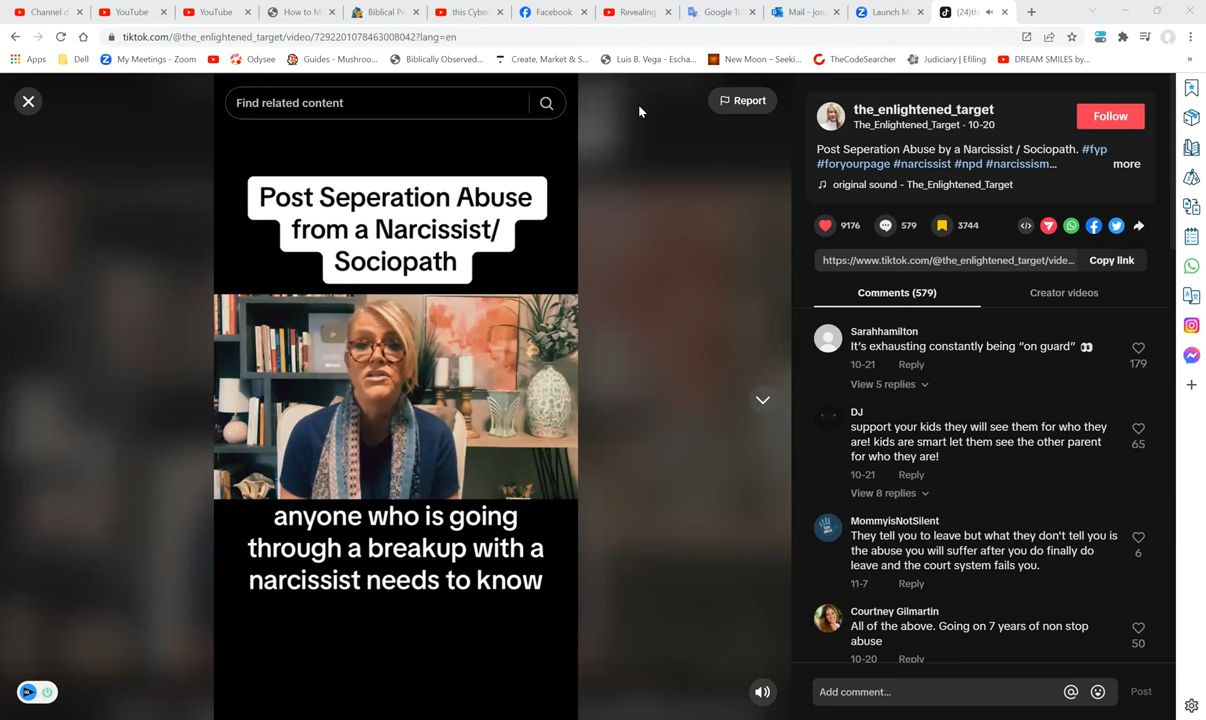 Channel d
YouTube
YouTube
How to M
Biblical Pr
this Cyber
Facebook
Revealing
Google Tra
Mail - jon
Launch Me
(24)th
tiktok.com/@the_enlightened_target/video/7292201078463008042?lang=en
Apps
Dell
My Meetings - Zoom
Odysee
Guides - Mushroo...
Biblically Observed...
Create, Market & S...
Luis B. Vega - Escha...
New Moon – Seeki...
TheCodeSearcher
Judiciary | Efiling
DREAM SMILES by...
»
Find related content
Report
Post Seperation Abuse
from a Narcissist/
Sociopath
anyone who is going
through a breakup with a
narcissist needs to know
the_enlightened_target
The_Enlightened_Target · 10-20
Follow
Post Seperation Abuse by a Narcissist / Sociopath. #fyp
#foryourpage #narcissist #npd #narcissism...
more
original sound - The_Enlightened_Target
9176
579
3744
https://www.tiktok.com/@the_enlightened_target/vide...
Copy link
Comments (579)
Creator videos
Sarahhamilton
It's exhausting constantly being “on guard” 👀
179
10-21 Reply
View 5 replies
DJ
support your kids they will see them for who they
are! kids are smart let them see the other parent
for who they are!
65
10-21 Reply
View 8 replies
MommyisNotSilent
They tell you to leave but what they don't tell you is
the abuse you will suffer after you do finally do
leave and the court system fails you.
6
11-7 Reply
Courtney Gilmartin
All of the above. Going on 7 years of non stop
abuse
50
10-20 Reply
Add comment...
Post